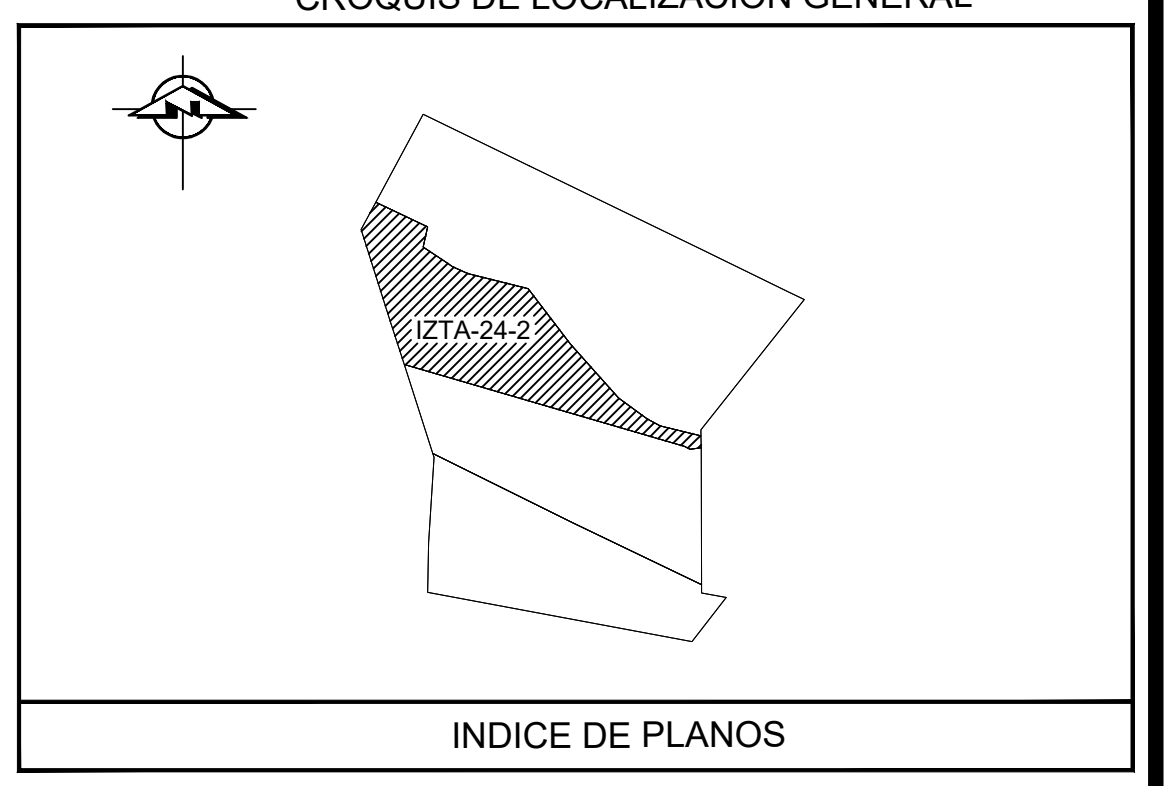 CROQUIS DE LOCALIZACION GENERAL
N
IZTA-24-2
INDICE DE PLANOS